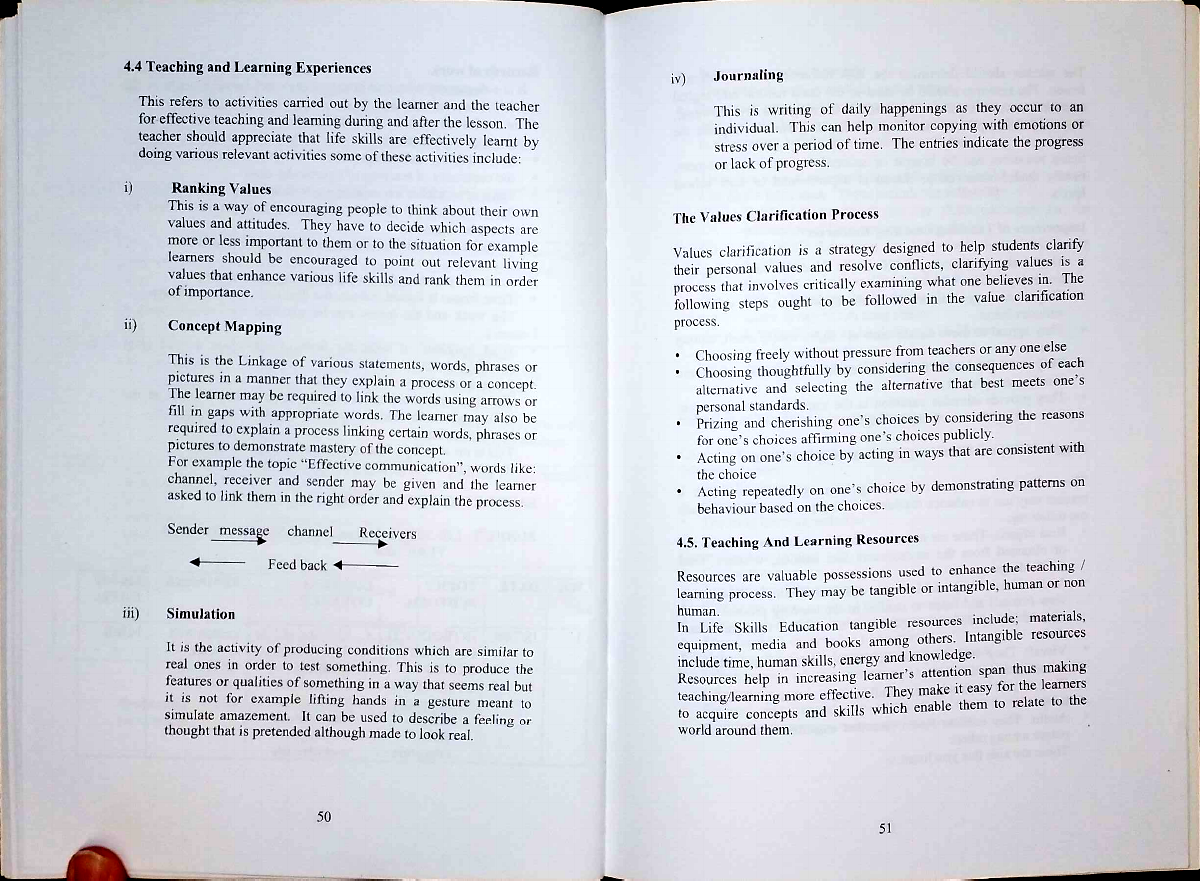 4.4 Teaching and Learning Experiences
This refers to activities carried out by the learner and the teacher
for effective teaching and learning during and after the lesson. The
teacher should appreciate that life skills are effectively learnt by
doing various relevant activities some of these activities include:
i) Ranking Values
This is a way of encouraging people to think about their own
values and attitudes. They have to decide which aspects are
more or less important to them or to the situation for example
learners should be encouraged to point out relevant living
values that enhance various life skills and rank them in order
of importance.
ii) Concept Mapping
This is the Linkage of various statements, words, phrases or
pictures in a manner that they explain a process or a concept.
The learner may be required to link the words using arrows or
fill in gaps with appropriate words. The learner may also be
required to explain a process linking certain words, phrases or
pictures to demonstrate mastery of the concept.
For example the topic “Effective communication”, words like:
channel, receiver and sender may be given and the learner
asked to link them in the right order and explain the process.
Sender message channel Receivers
Feed back
iii) Simulation
It is the activity of producing conditions which are similar to
real ones in order to test something. This is to produce the
features or qualities of something in a way that seems real but
it is not for example lifting hands in a gesture meant to
simulate amazement. It can be used to describe a feeling or
thought that is pretended although made to look real.
50
iv) Journaling
This is writing of daily happenings as they occur to an
individual. This can help monitor copying with emotions or
stress over a period of time. The entries indicate the progress
or lack of progress.
The Values Clarification Process
Values clarification is a strategy designed to help students clarify
their personal values and resolve conflicts, clarifying values is a
process that involves critically examining what one believes in. The
following steps ought to be followed in the value clarification
process.
• Choosing freely without pressure from teachers or any one else
• Choosing thoughtfully by considering the consequences of each
alternative and selecting the alternative that best meets one’s
personal standards.
• Prizing and cherishing one’s choices by considering the reasons
for one’s choices affirming one’s choices publicly.
• Acting on one’s choice by acting in ways that are consistent with
the choice
• Acting repeatedly on one’s choice by demonstrating patterns on
behaviour based on the choices.
4.5. Teaching And Learning Resources
Resources are valuable possessions used to enhance the teaching /
learning process. They may be tangible or intangible, human or non
human.
In Life Skills Education tangible resources include; materials,
equipment, media and books among others. Intangible resources
include time, human skills, energy and knowledge.
Resources help in increasing learner’s attention span thus making
teaching/learning more effective. They make it easy for the learners
to acquire concepts and skills which enable them to relate to the
world around them.
51